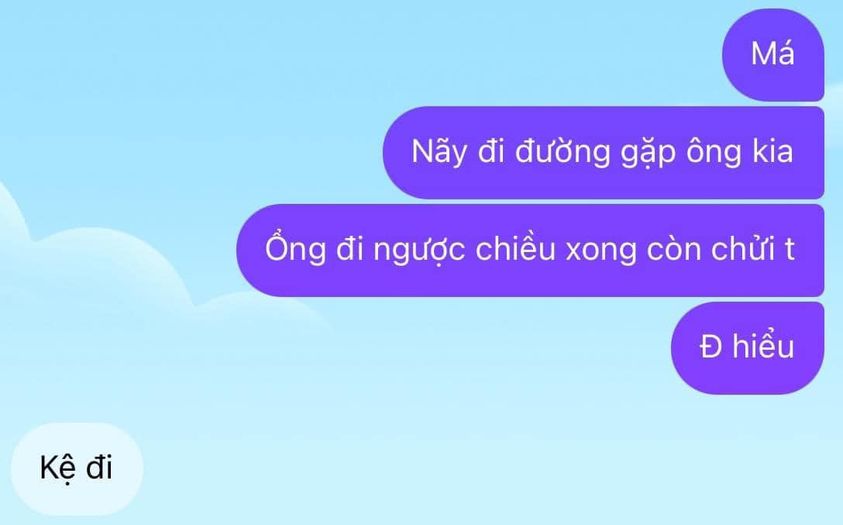 Má
Nãy đi đường gặp ông kia
Ổng đi ngược chiều xong còn chửi t
Đ hiểu
Kệ đi